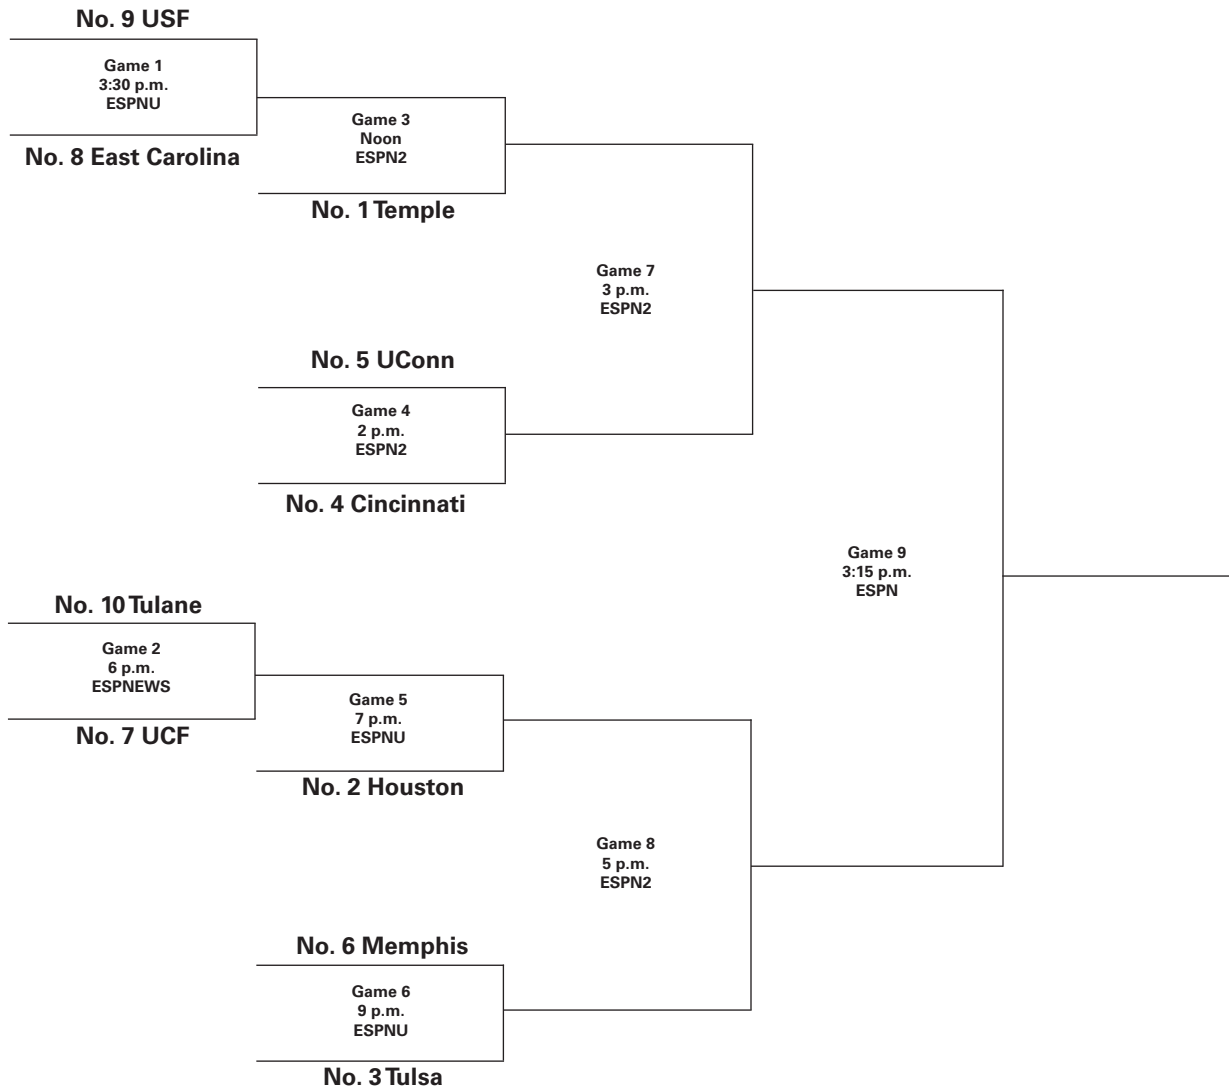 No. 9 USF
Game 1
3:30 p.m.
ESPNU
No. 8 East Carolina
Game 3
Noon
ESPN2
No. 1 Temple
Game 7
3 p.m.
ESPN2
No. 5 UConn
Game 4
2 p.m.
ESPN2
No. 4 Cincinnati
Game 9
3:15 p.m.
ESPN
No. 10 Tulane
Game 2
6 p.m.
ESPNEWS
No. 7 UCF
Game 5
7 p.m.
ESPNU
No. 2 Houston
Game 8
5 p.m.
ESPN2
No. 6 Memphis
Game 6
9 p.m.
ESPNU
No. 3 Tulsa